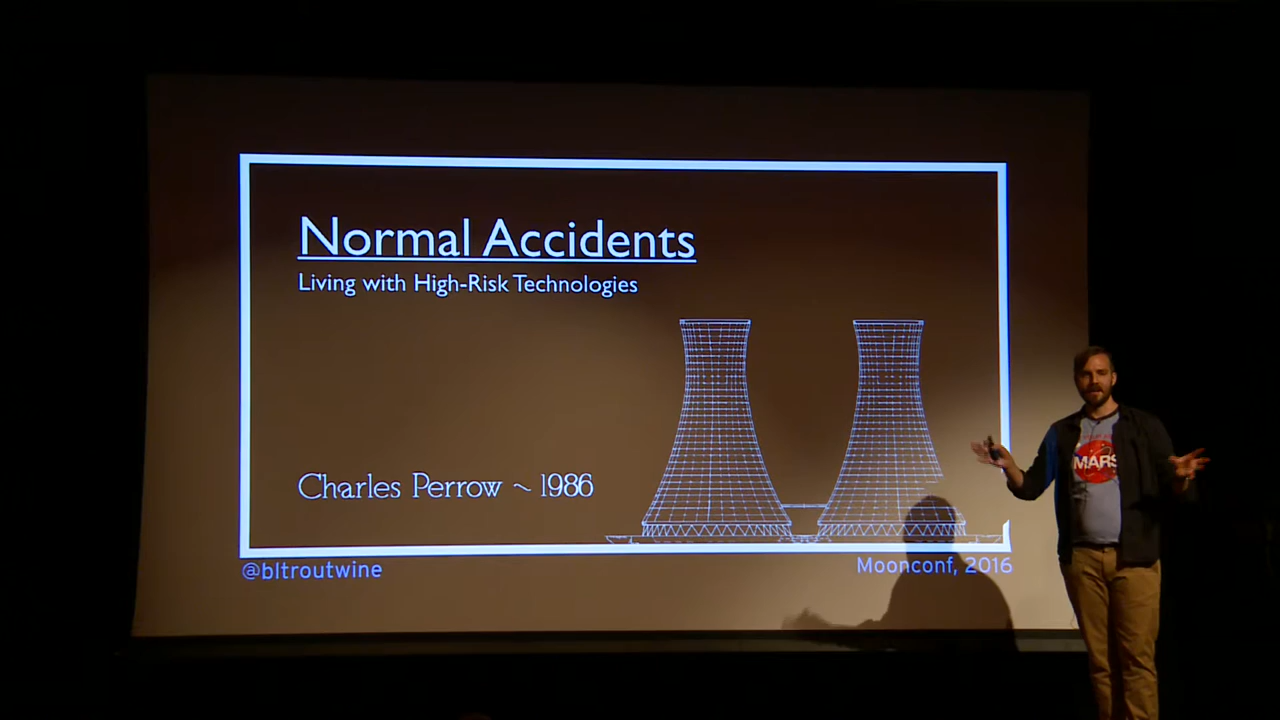 Normal Accidents
Living with High-Risk Technologies
Charles Perrow ~ 1986
@bltroutwine
Moonconf, 2016
MARS